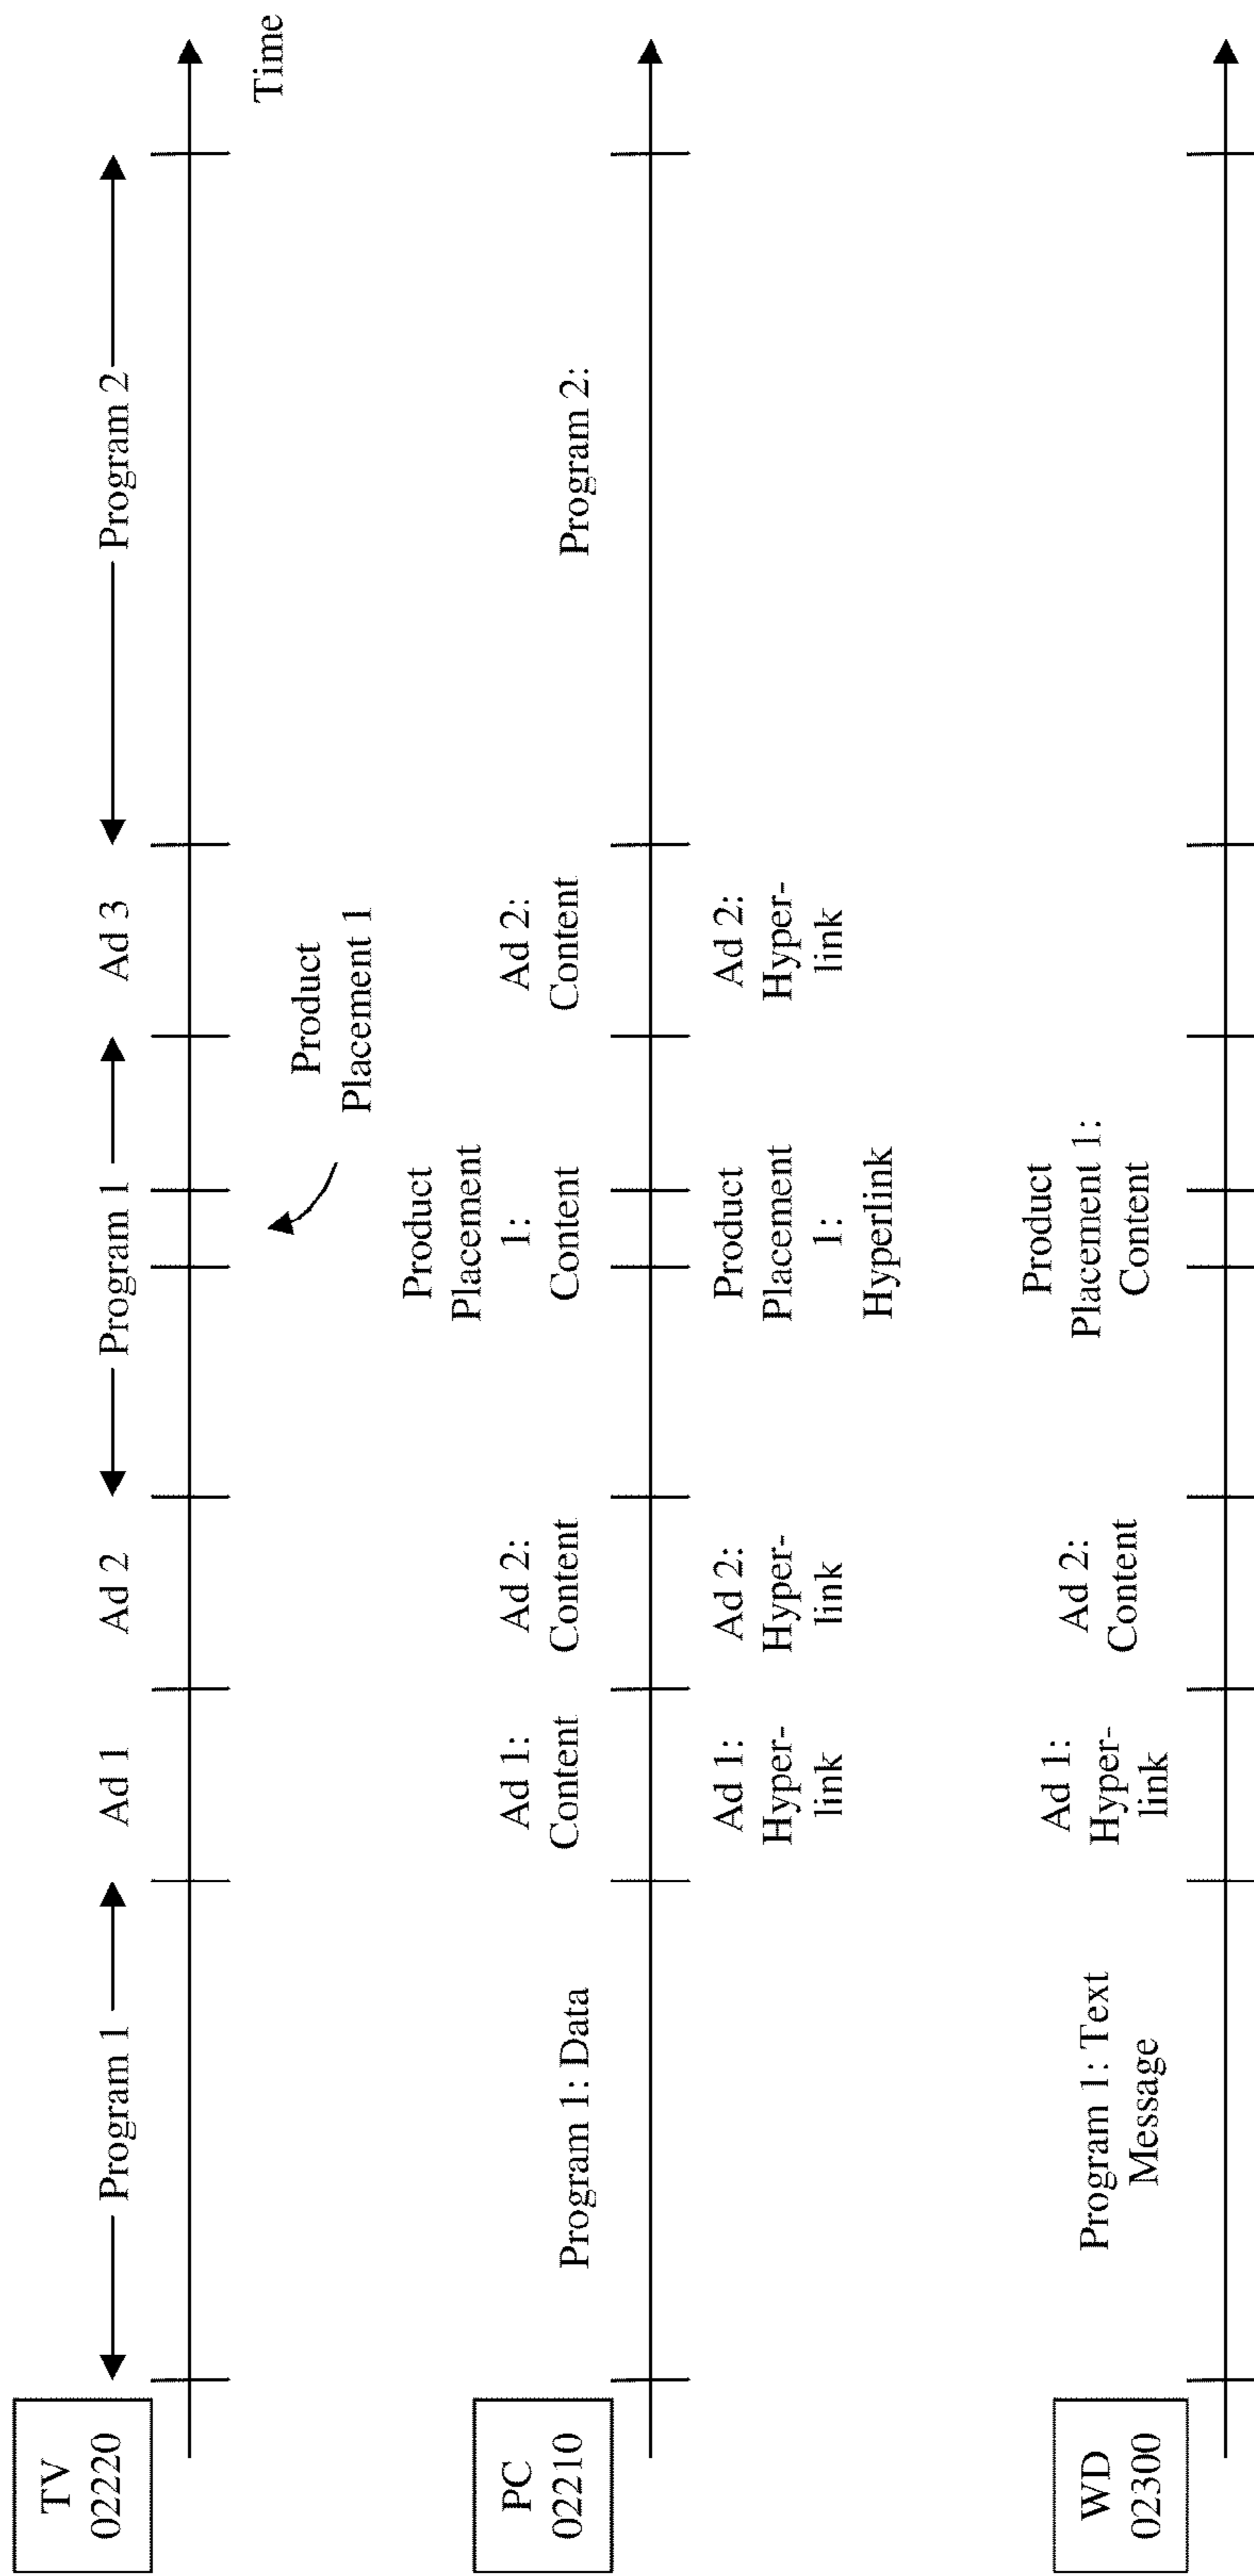 TV
02220
Program 1
Ad 1
Ad 2
Program 1
Ad 3
Program 2
Time
Product
Placement 1
PC
02210
Program 1: Data
Ad 1:
Content
Ad 2:
Content
Product
Placement
1:
Content
Ad 2:
Content
Program 2:
Ad 1:
Hyper-
link
Ad 2:
Hyper-
link
Product
Placement
1:
Hyperlink
Ad 2:
Hyper-
link
WD
02300
Program 1: Text
Message
Ad 1:
Hyper-
link
Ad 2:
Content
Product
Placement 1:
Content